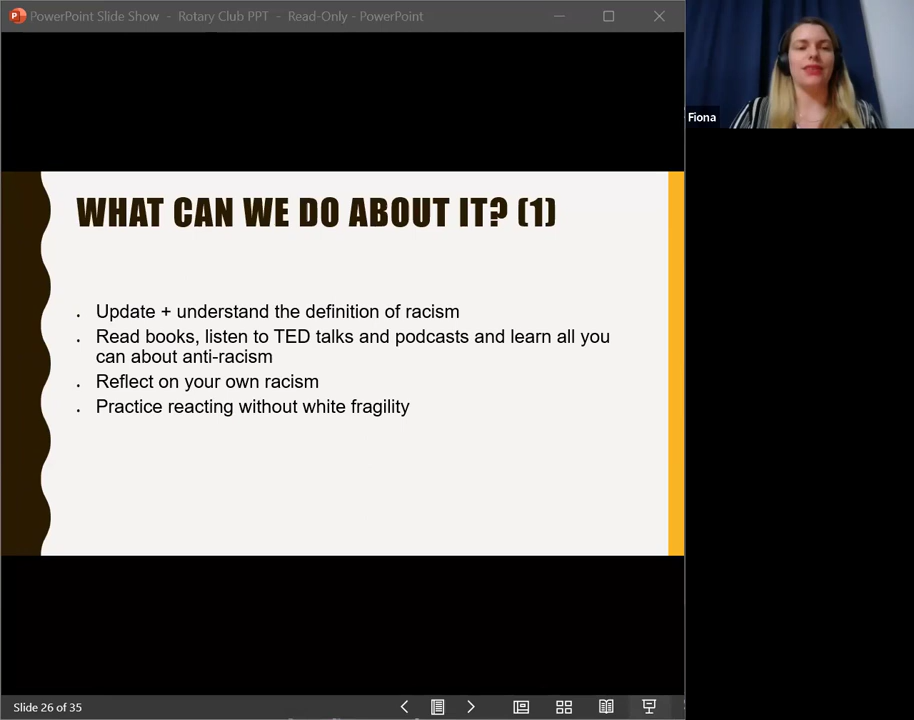 PowerPoint Slide Show - Rotary Club PPT - Read-Only - PowerPoint
Fiona
WHAT CAN WE DO ABOUT IT? (1)
• Update + understand the definition of racism
• Read books, listen to TED talks and podcasts and learn all you
can about anti-racism
• Reflect on your own racism
• Practice reacting without white fragility
Slide 26 of 35